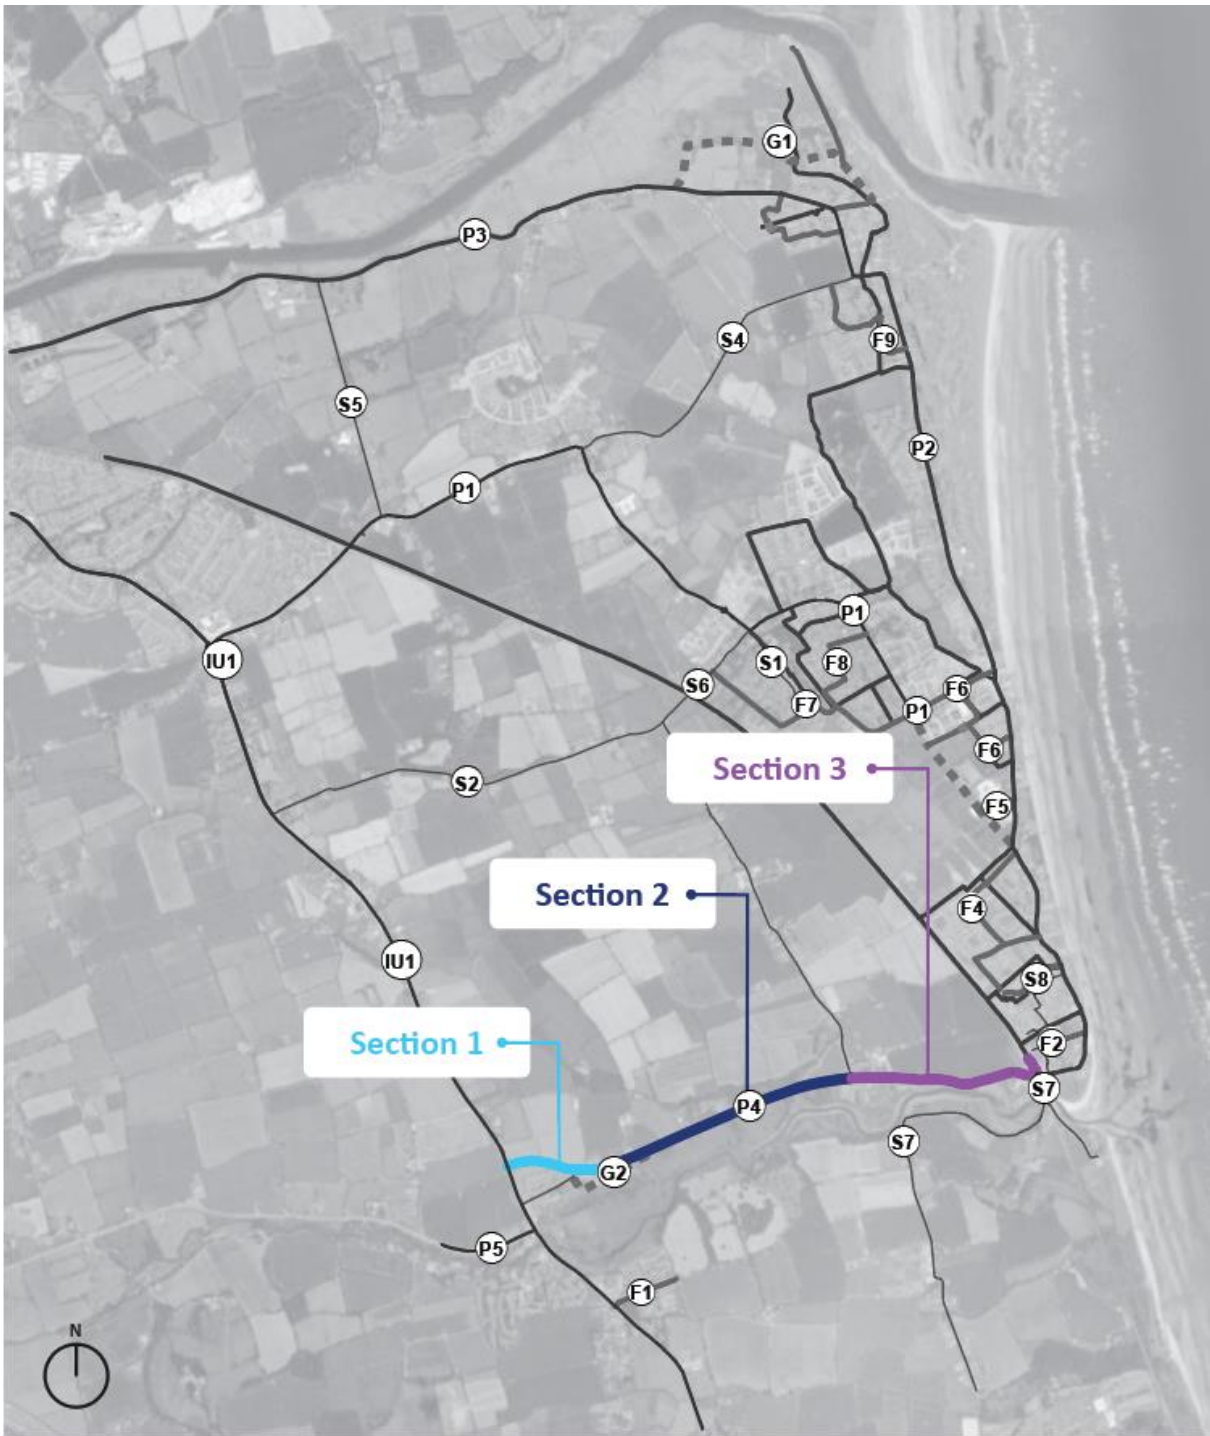 G1
P3
S4
F9
S5
P2
P1
P1
IU1
S1
F8
S6
F6
F7
P1
F6
Section 3
S2
F5
Section 2
F4
IU1
S8
Section 1
F2
S7
P4
S7
G2
P5
F1
N